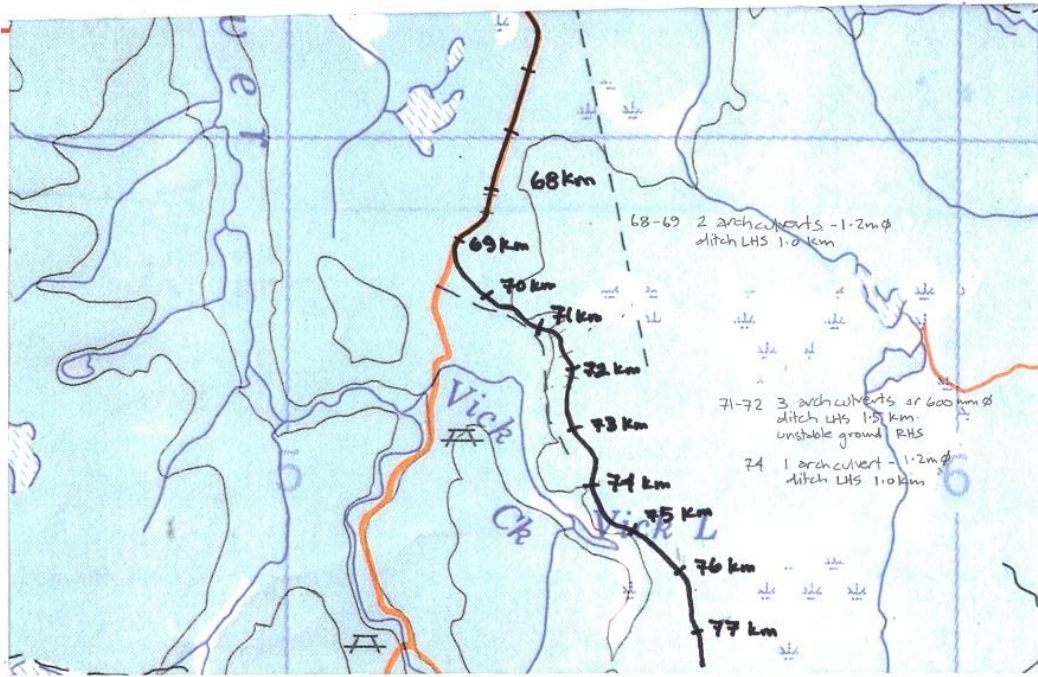 v e r
68 km
68-69 2 arch culverts - 1.2m ø
ditch LHS 1.0 km
69 km
70 km
71 km
72 km
Vick
71-72 3 arch culverts or 600 mm ø
ditch LHS 1.5 km.
unstable ground RHS
73 km
74 1 arch culvert - 1.2m ø
ditch LHS 1.0 km
5
6
74 km
Ck
Vick L
75 km
76 km
77 km